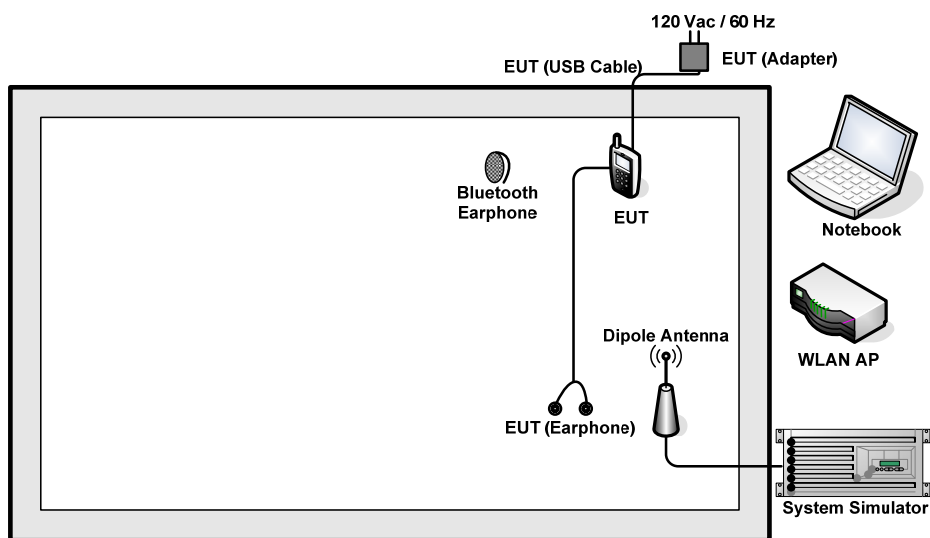 120 Vac / 60 Hz
EUT (USB Cable)
EUT (Adapter)
Bluetooth
Earphone
EUT
Notebook
Dipole Antenna
WLAN AP
EUT (Earphone)
System Simulator